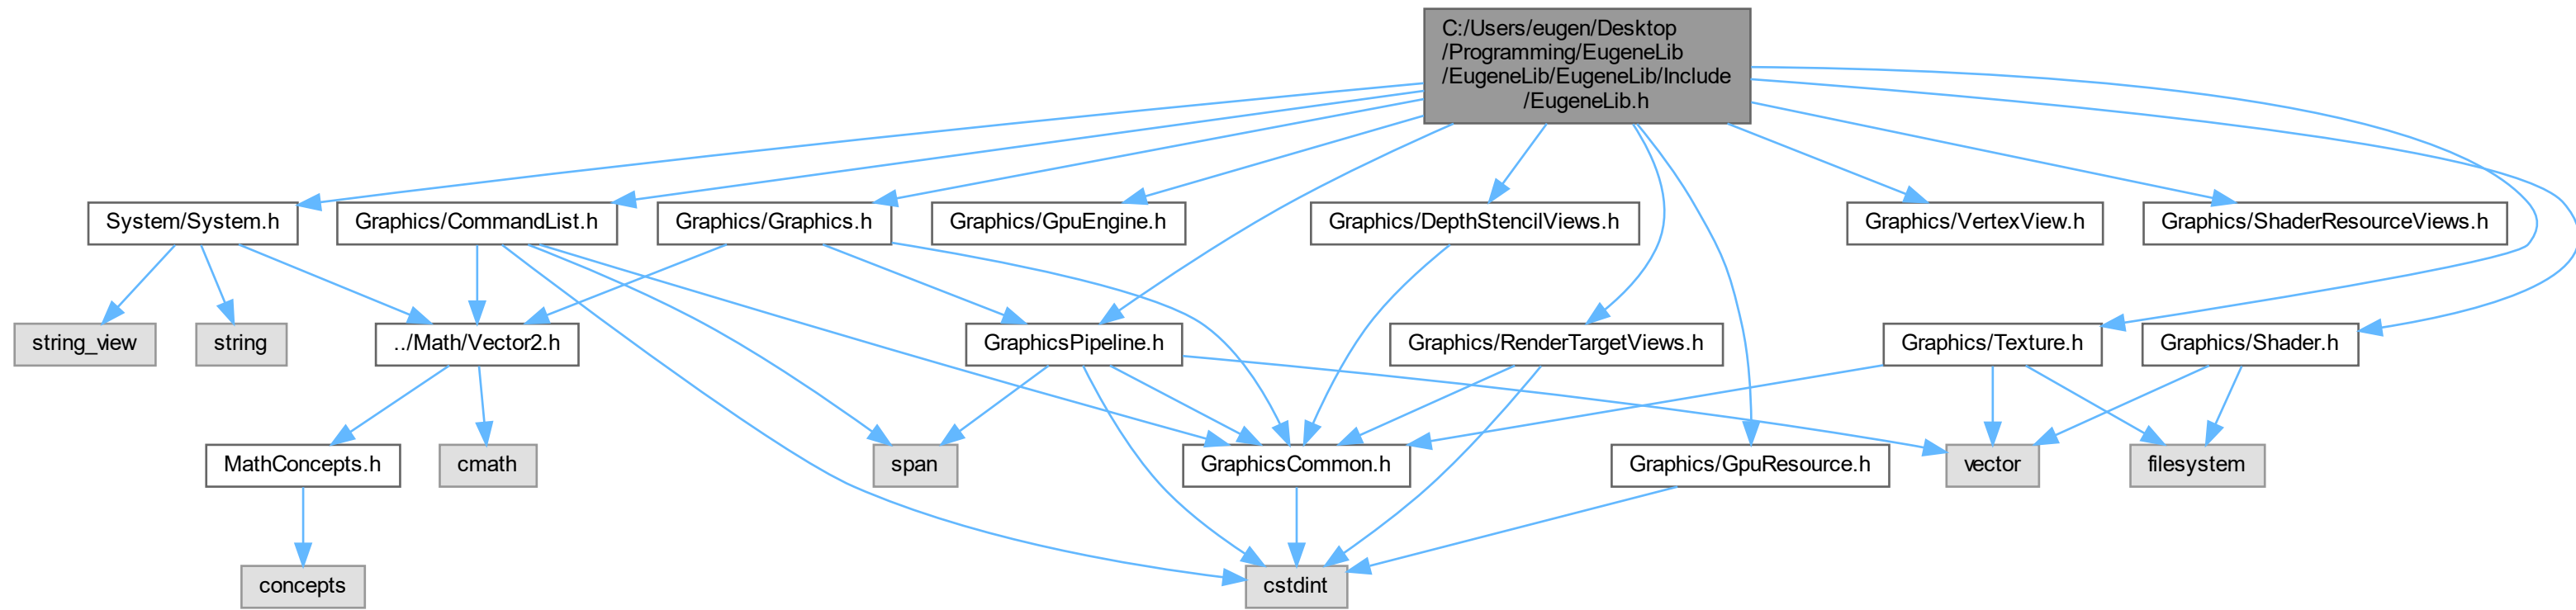 C:/Users/eugen/Desktop
/Programming/EugeneLib
/EugeneLib/EugeneLib/Include
/EugeneLib.h
System/System.h
Graphics/CommandList.h
Graphics/Graphics.h
Graphics/GpuEngine.h
Graphics/DepthStencilViews.h
Graphics/VertexView.h
Graphics/ShaderResourceViews.h
string_view
string
../Math/Vector2.h
GraphicsPipeline.h
Graphics/RenderTargetViews.h
Graphics/Texture.h
Graphics/Shader.h
MathConcepts.h
cmath
span
GraphicsCommon.h
Graphics/GpuResource.h
vector
filesystem
concepts
cstdint